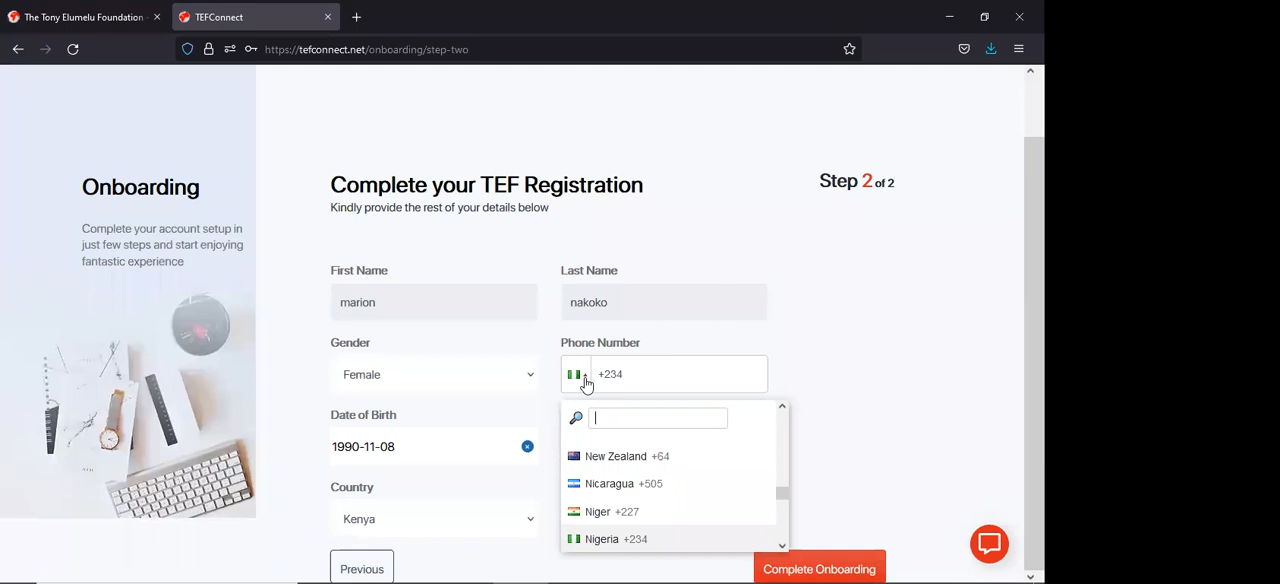 The Tony Elumelu Foundation -
TEFConnect
https://tefconnect.net/onboarding/step-two
Onboarding
Complete your account setup in
just few steps and start enjoying
fantastic experience
Complete your TEF Registration
Kindly provide the rest of your details below
Step 2 of 2
First Name
Last Name
marion
nakoko
Gender
Phone Number
Female
+234
Date of Birth
1990-11-08
New Zealand +64
Nicaragua +505
Country
Niger +227
Kenya
Nigeria +234
Previous
Complete Onboarding